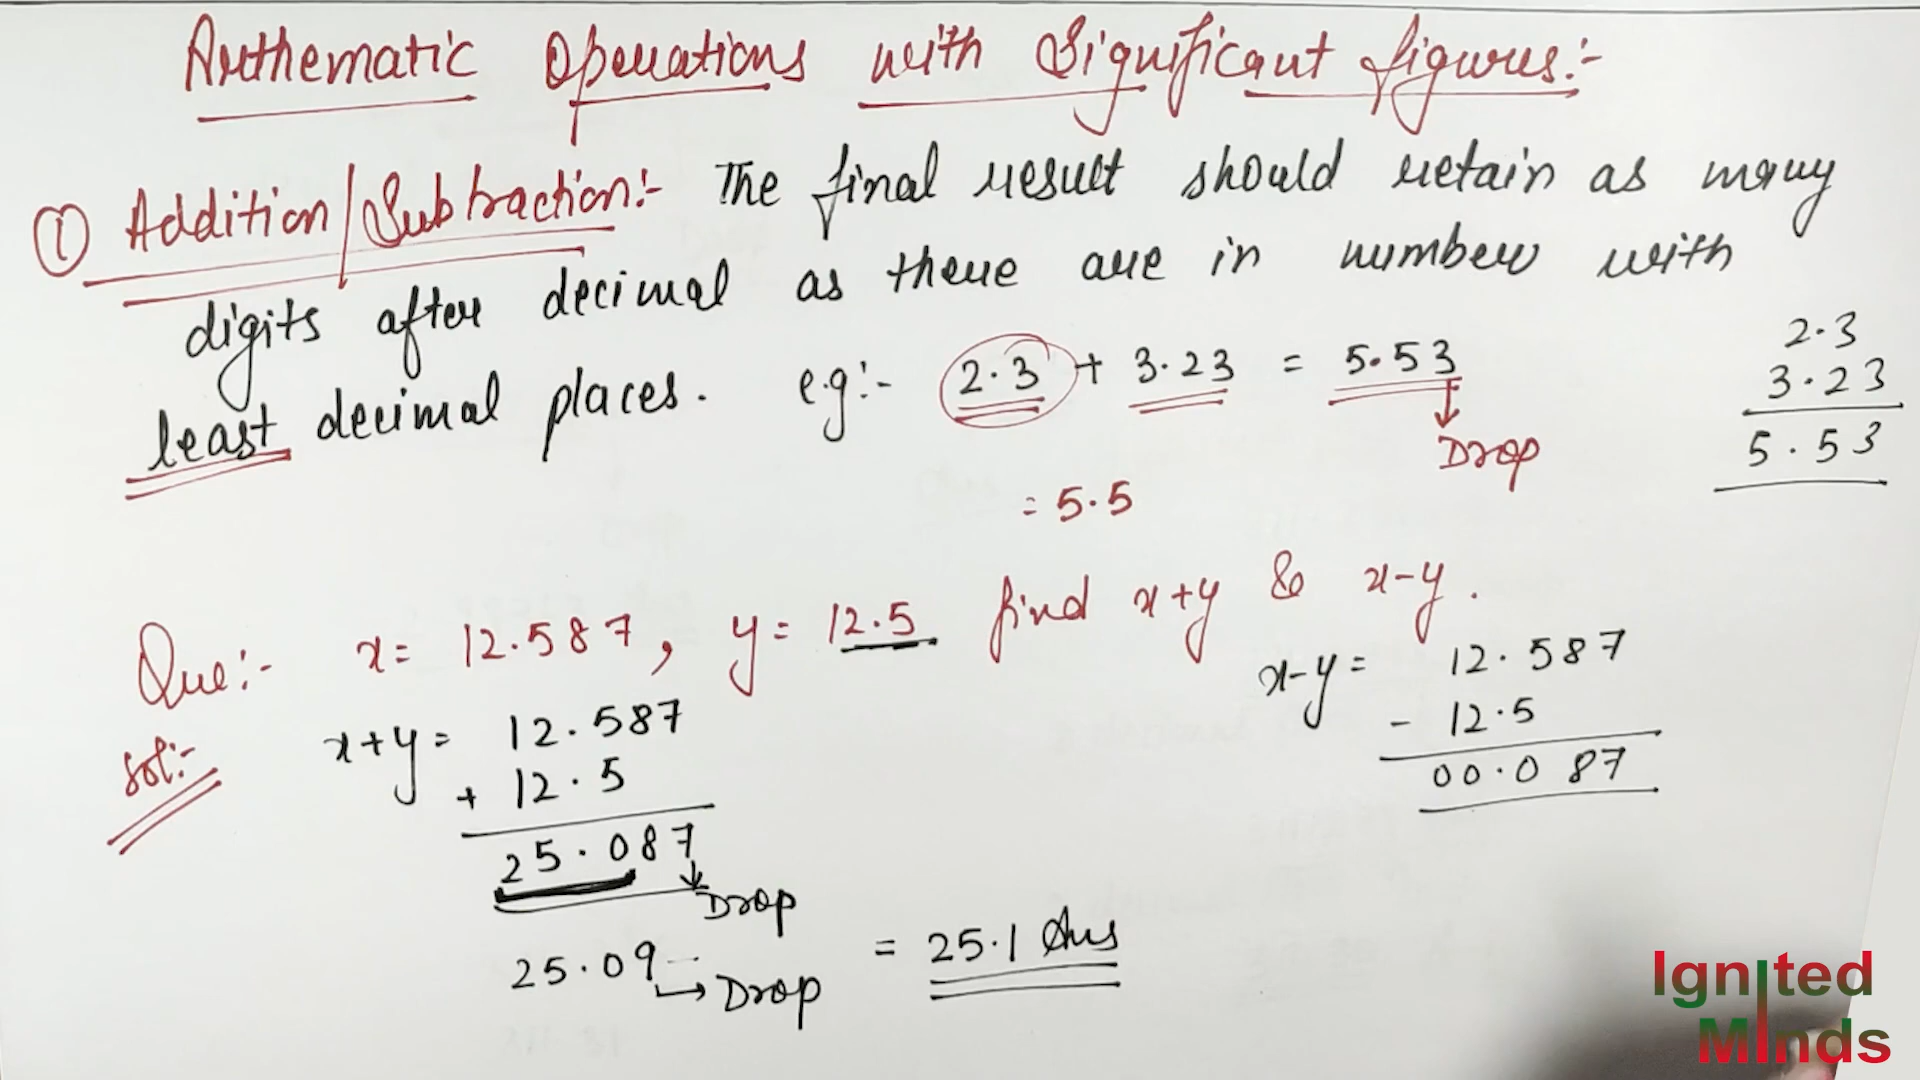 Arithematic Operations with Significant figures:-
① Addition/Subtraction:- The final result should retain as many
digits after decimal as there are in number with
least decimal places. e.g:- 2.3 + 3.23 = 5.53
Drop
= 5.5
2.3
3.23
5.53
Que:- x= 12.587, y= 12.5 find x+y & x-y.
Sol:- x+y= 12.587
+ 12.5
25.087
Drop
25.09
Drop
= 25.1 Ans
x-y= 12.587
- 12.5
00.087
Ignited
Minds